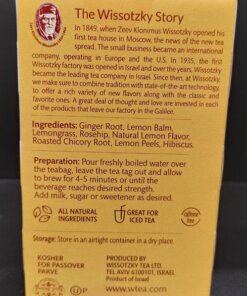 The Wissotzky Story
In 1849, when Zeev Klonimus Wissotzky opened his
first tea house in Moscow, the news of the new tea
spread. The small business became an international
company, operating in Europe and the U.S. In 1935, the first
Wissotzky factory was opened in Israel and over the years, Wissotzky
became the leading tea company in Israel. Since then, at Wissotzky,
we make sure to combine tradition with state-of-the-art technology,
to offer a rich variety of new flavors along with the classic and
favorite ones. A great deal of thought and love are invested in each
of the products that leave our tea factory in the Galilee.
Ingredients: Ginger Root, Lemon Balm,
Lemongrass, Rosehip, Natural Lemon Flavor,
Roasted Chicory Root, Lemon Peels, Hibiscus.
Preparation: Pour freshly boiled water over
the teabag, leave the tea tag out and allow
to brew for 4-5 minutes or until the
beverage reaches desired strength.
Add milk, sugar or sweetener as desired.
ALL NATURAL
INGREDIENTS
GREAT FOR
ICED TEA
caffeine
free
Storage: Store in an airtight container in a dry place.
KOSHER
FOR PASSOVER
PARVE
PRODUCED BY
WISSOTZKY TEA LTD.
TEL AVIV 6100101, ISRAEL
Product of Israel
U P
www.wtea.com